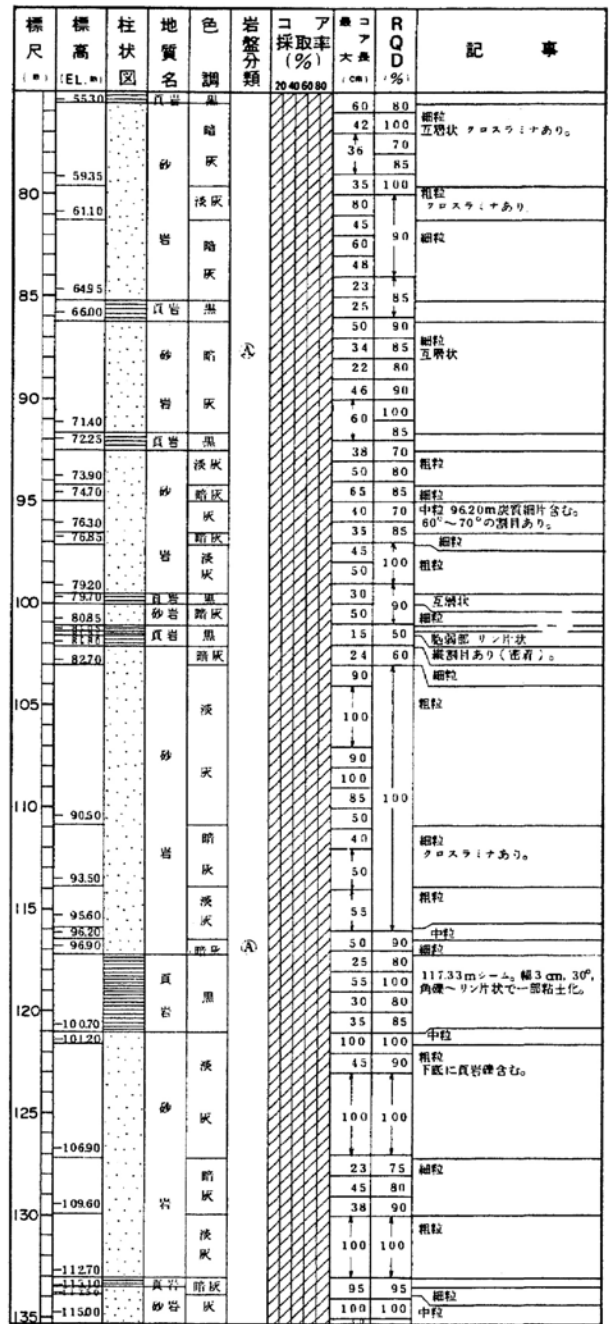 標尺 (m) 標高 (EL.m) 柱状図 地質名 色調 岩盤分類 コア採取率 (%) 20 40 60 80 最大コア長 (cm) RQD (%) 記事
-55.30 頁岩 黒 60 80
細粒
暗灰 42 100 互層状 クロスラミナあり。
砂岩 36 70
85
-59.35 35 100
80 淡灰 80 90 粗粒
-61.10 クロスラミナあり
暗灰 45 細粒
60
48
-64.95 23 85
85 -66.00 頁岩 黒 25
砂岩 Ⓐ 暗灰 50 90 細粒
34 85 互層状
22 80
90 46 90
-71.40 60 100
-72.25 頁岩 黒 85
淡灰 38 70 粗粒
-73.90 50 80
95 -74.70 砂岩 暗灰 65 85 細粒
-76.30 灰 40 70 中粒 96.20m炭質細片含む。
60°～70°の割目あり。
-76.85 暗灰 35 85 細粒
淡灰 45 100 粗粒
-79.20 50
100 -79.70 頁岩 黒 30 90 互層状
-80.85 砂岩 暗灰 50 細粒
頁岩 黒 15 50 脆弱部 リン片状
24 60 縦割目あり(密着)。
-82.70 暗灰 90 100 細粒
105 砂岩 淡灰 100 粗粒
90
100
85
110 -90.50 50
暗灰 40 細粒
クロスラミナあり。
-93.50 50
115 -95.60 淡灰 55 粗粒
-96.20 中粒
-96.90 暗灰 Ⓐ 50 90 細粒
頁岩 黒 25 80
55 100 117.33mシーム。幅3cm, 30°,
角礫～リン片状で一部粘土化。
120 30 80
-100.70 35 85
-101.20 100 100 中粒
砂岩 淡灰 45 90 粗粒
下底に頁岩礫含む。
125 100 100
-106.90
暗灰 23 75 細粒
45 80
-109.60 38 90
130 淡灰 100 100 粗粒
-112.70
頁岩 暗灰 95 95
細粒
135 -115.00 砂岩 灰 100 100 中粒